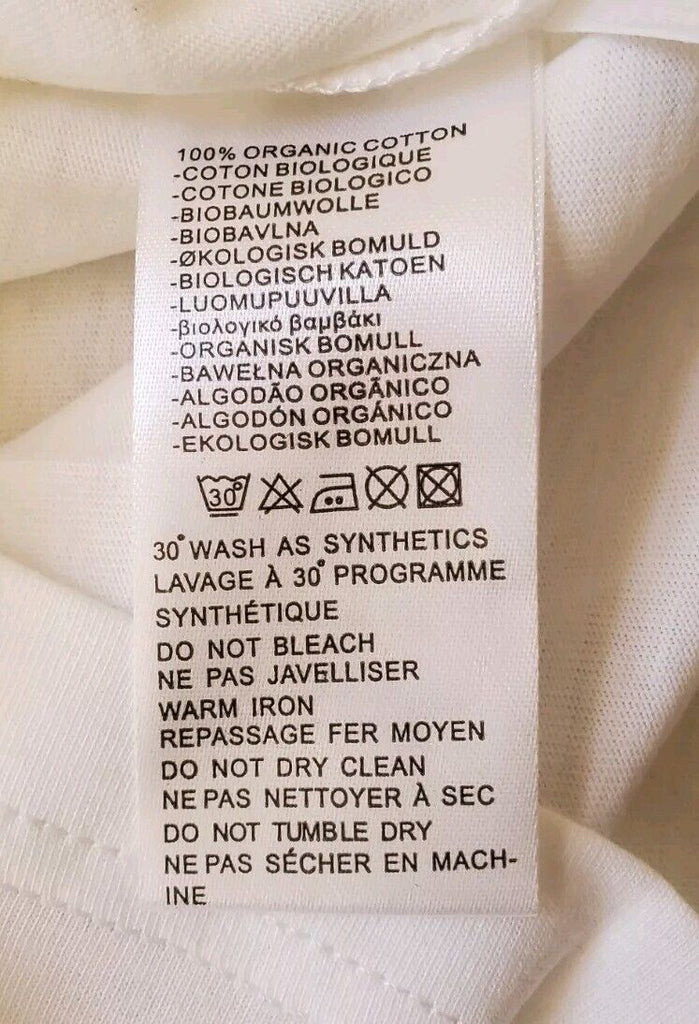 100% ORGANIC COTTON
-COTON BIOLOGIQUE
-COTONE BIOLOGICO
-BIOBAUMWOLLE
-BIOBAVLNA
-ØKOLOGISK BOMULD
-BIOLOGISCH KATOEN
-LUOMUPUUVILLA
-βιολογικό βαμβάκι
-ORGANISK BOMULL
-BAWEŁNA ORGANICZNA
-ALGODÃO ORGÃNICO
-ALGODÓN ORGÁNICO
-EKOLOGISK BOMULL
30°
30° WASH AS SYNTHETICS
LAVAGE À 30° PROGRAMME
SYNTHÉTIQUE
DO NOT BLEACH
NE PAS JAVELLISER
WARM IRON
REPASSAGE FER MOYEN
DO NOT DRY CLEAN
NE PAS NETTOYER À SEC
DO NOT TUMBLE DRY
NE PAS SÉCHER EN MACH-
INE